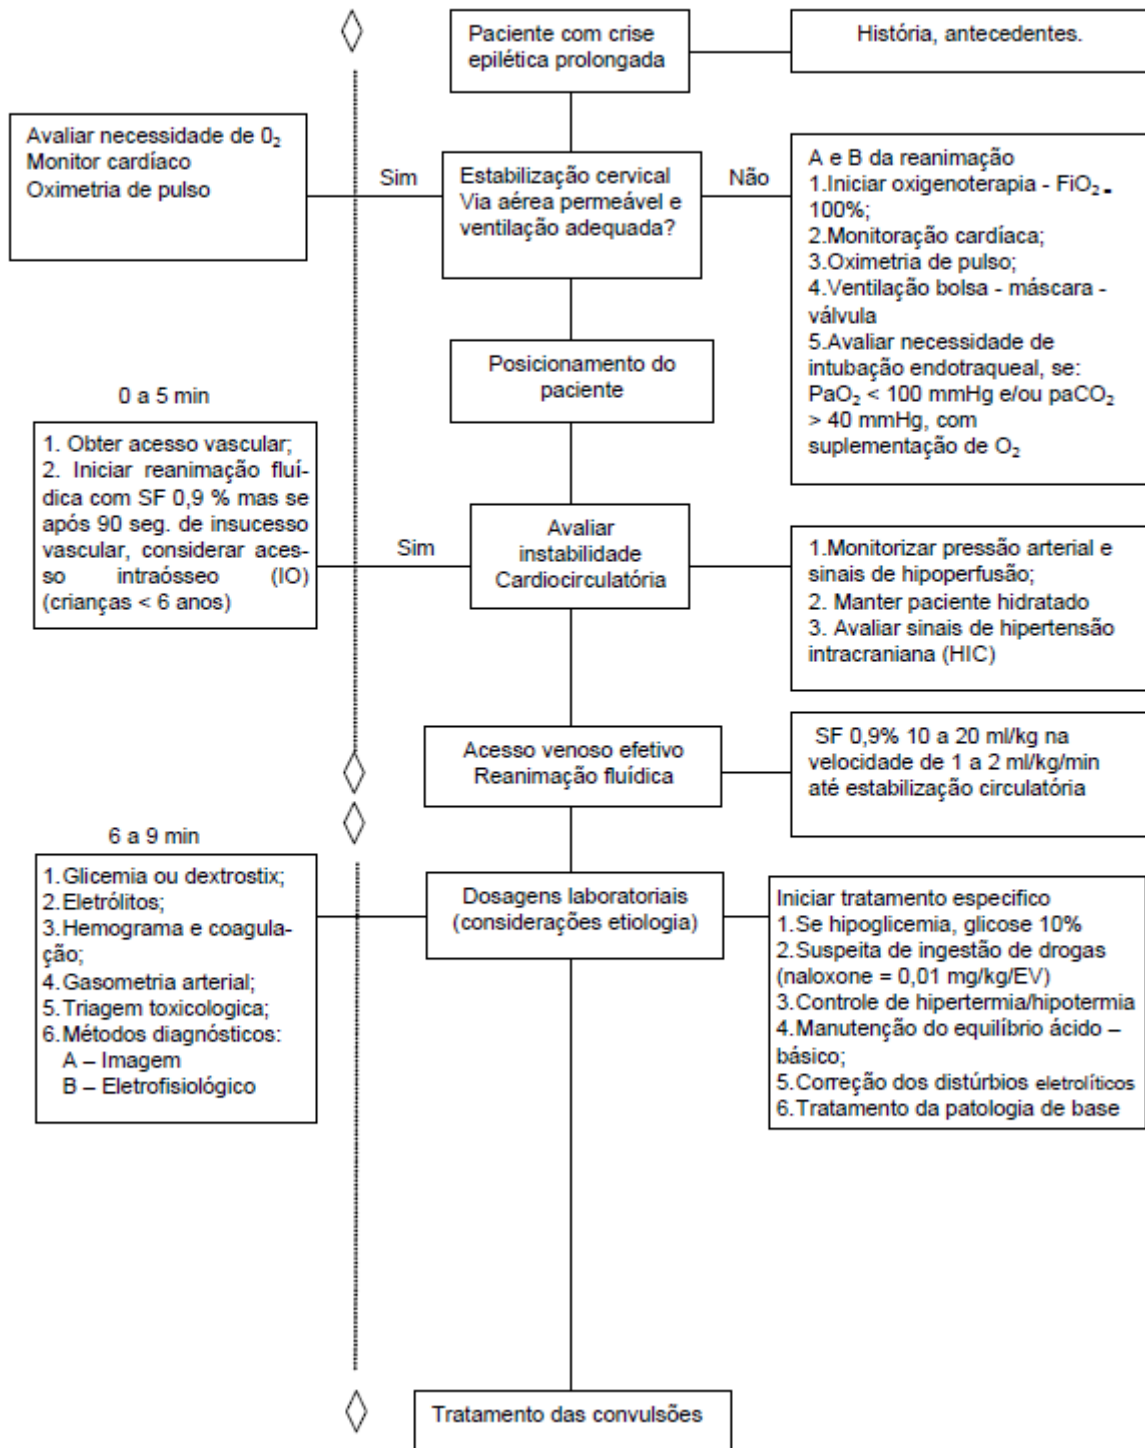 Paciente com crise
epilética prolongada
História, antecedentes.
Avaliar necessidade de 0₂
Monitor cardíaco
Oximetria de pulso
Sim
Estabilização cervical
Via aérea permeável e
ventilação adequada?
Não
A e B da reanimação
1.Iniciar oxigenoterapia - FiO₂ =
100%;
2.Monitoração cardíaca;
3.Oximetria de pulso;
4.Ventilação bolsa - máscara -
válvula
5.Avaliar necessidade de
intubação endotraqueal, se:
PaO₂ < 100 mmHg e/ou paCO₂
> 40 mmHg, com
suplementação de O₂
Posicionamento do
paciente
0 a 5 min
1. Obter acesso vascular;
2. Iniciar reanimação fluí-
dica com SF 0,9 % mas se
após 90 seg. de insucesso
vascular, considerar aces-
so intraósseo (IO)
(crianças < 6 anos)
Sim
Avaliar
instabilidade
Cardiocirculatória
1.Monitorizar pressão arterial e
sinais de hipoperfusão;
2. Manter paciente hidratado
3. Avaliar sinais de hipertensão
intracraniana (HIC)
Acesso venoso efetivo
Reanimação fluídica
SF 0,9% 10 a 20 ml/kg na
velocidade de 1 a 2 ml/kg/min
até estabilização circulatória
6 a 9 min
1.Glicemia ou dextrostix;
2.Eletrólitos;
3.Hemograma e coagula-
ção;
4.Gasometria arterial;
5.Triagem toxicologica;
6.Métodos diagnósticos:
A – Imagem
B – Eletrofisiológico
Dosagens laboratoriais
(considerações etiologia)
Iniciar tratamento especifico
1.Se hipoglicemia, glicose 10%
2.Suspeita de ingestão de drogas
(naloxone = 0,01 mg/kg/EV)
3.Controle de hipertermia/hipotermia
4.Manutenção do equilíbrio ácido –
básico;
5.Correção dos distúrbios eletrolíticos
6.Tratamento da patologia de base
Tratamento das convulsões